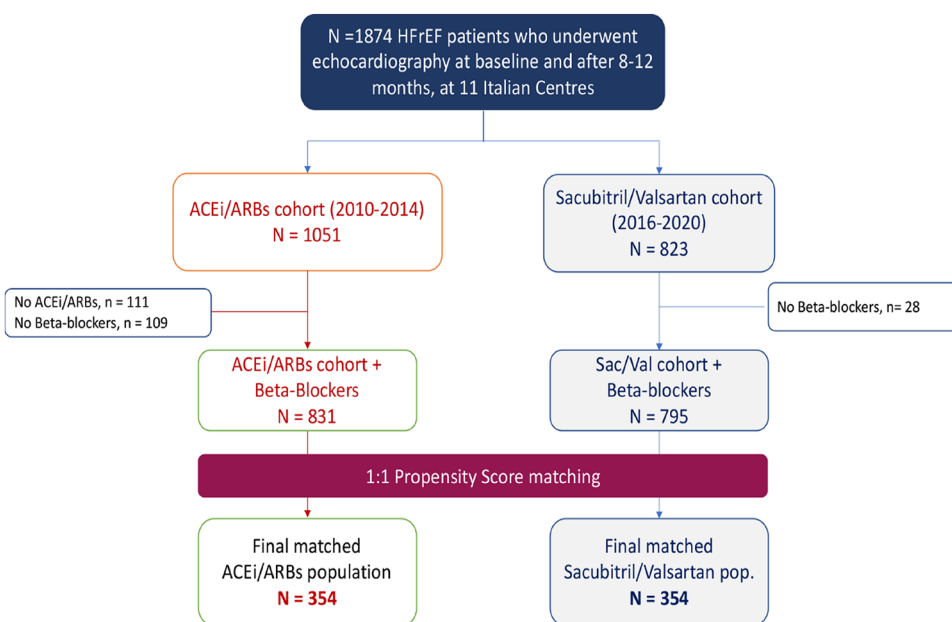 N =1874 HFrEF patients who underwent
echocardiography at baseline and after 8-12
months, at 11 Italian Centres
ACEi/ARBs cohort (2010-2014)
N = 1051
Sacubitril/Valsartan cohort
(2016-2020)
N = 823
No ACEi/ARBs, n = 111
No Beta-blockers, n = 109
No Beta-blockers, n= 28
ACEi/ARBs cohort +
Beta-Blockers
N = 831
Sac/Val cohort +
Beta-blockers
N = 795
1:1 Propensity Score matching
Final matched
ACEi/ARBs population
N = 354
Final matched
Sacubitril/Valsartan pop.
N = 354